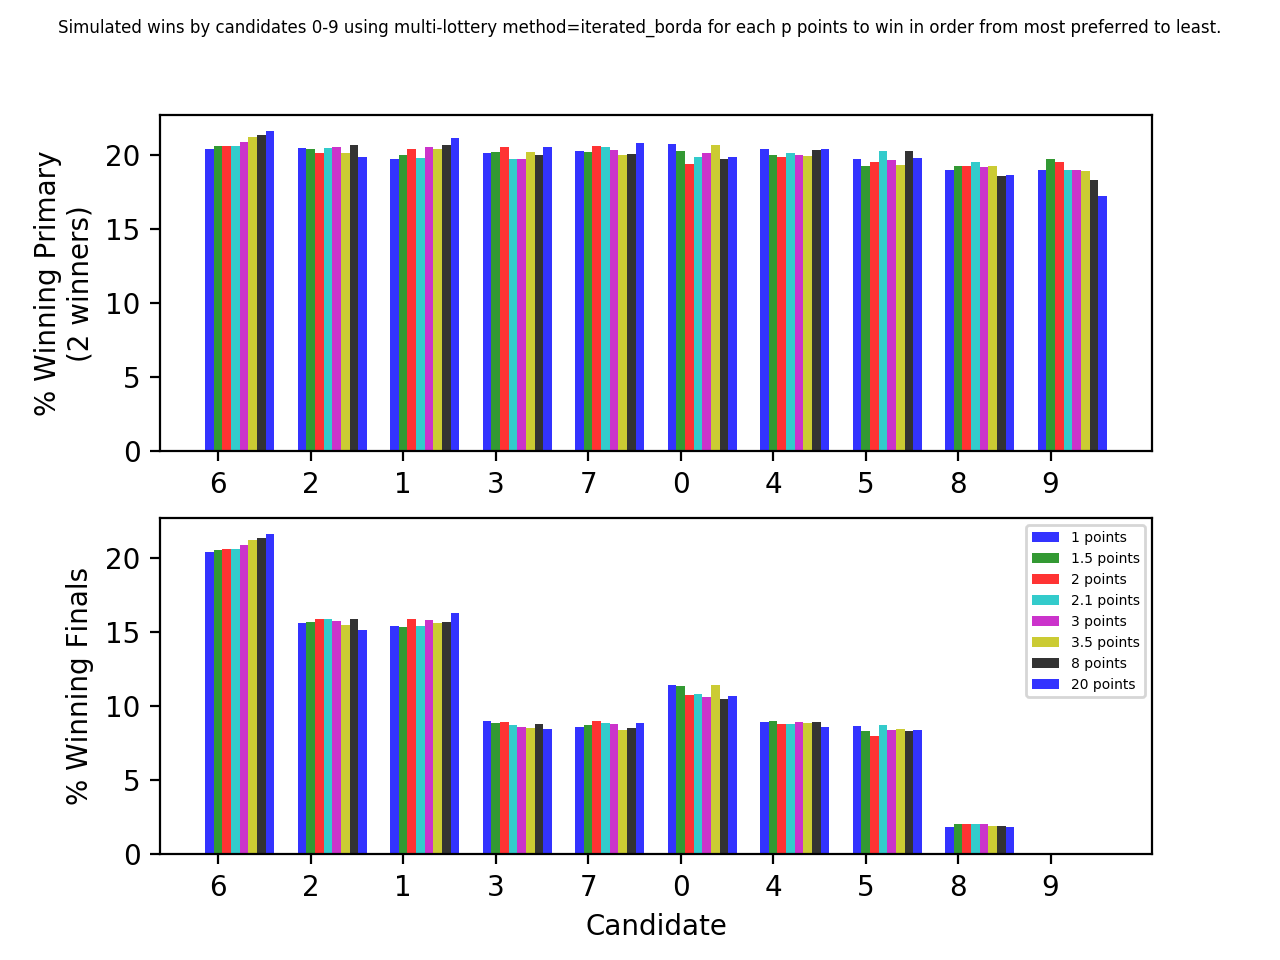 Simulated wins by candidates 0-9 using multi-lottery method=iterated_borda for each p points to win in order from most preferred to least.
% Winning Primary
(2 winners)
20
15
10
5
0
6 2 1 3 7 0 4 5 8 9
% Winning Finals
20
15
10
5
0
1 points
1.5 points
2 points
2.1 points
3 points
3.5 points
8 points
20 points
6 2 1 3 7 0 4 5 8 9
Candidate